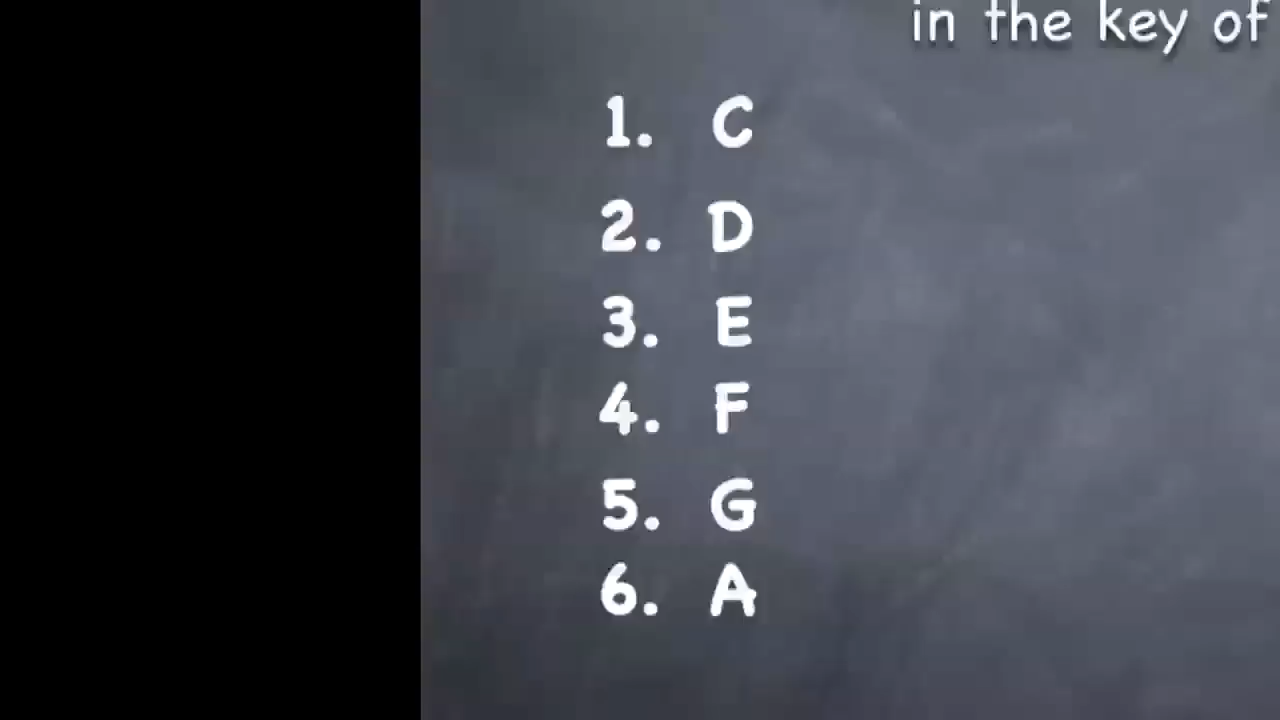 in the key of
1. C
2. D
3. E
4. F
5. G
6. A